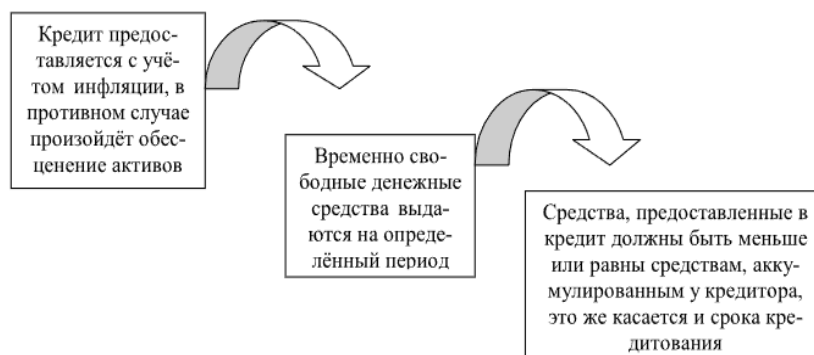 Кредит предос-
тавляется с учё-
том инфляции, в
противном случае
произойдёт обес-
ценение активов
Временно сво-
бодные денежные
средства выда-
ются на опреде-
лённый период
Средства, предоставленные в
кредит должны быть меньше
или равны средствам, акку-
мулированным у кредитора,
это же касается и срока кре-
дитования